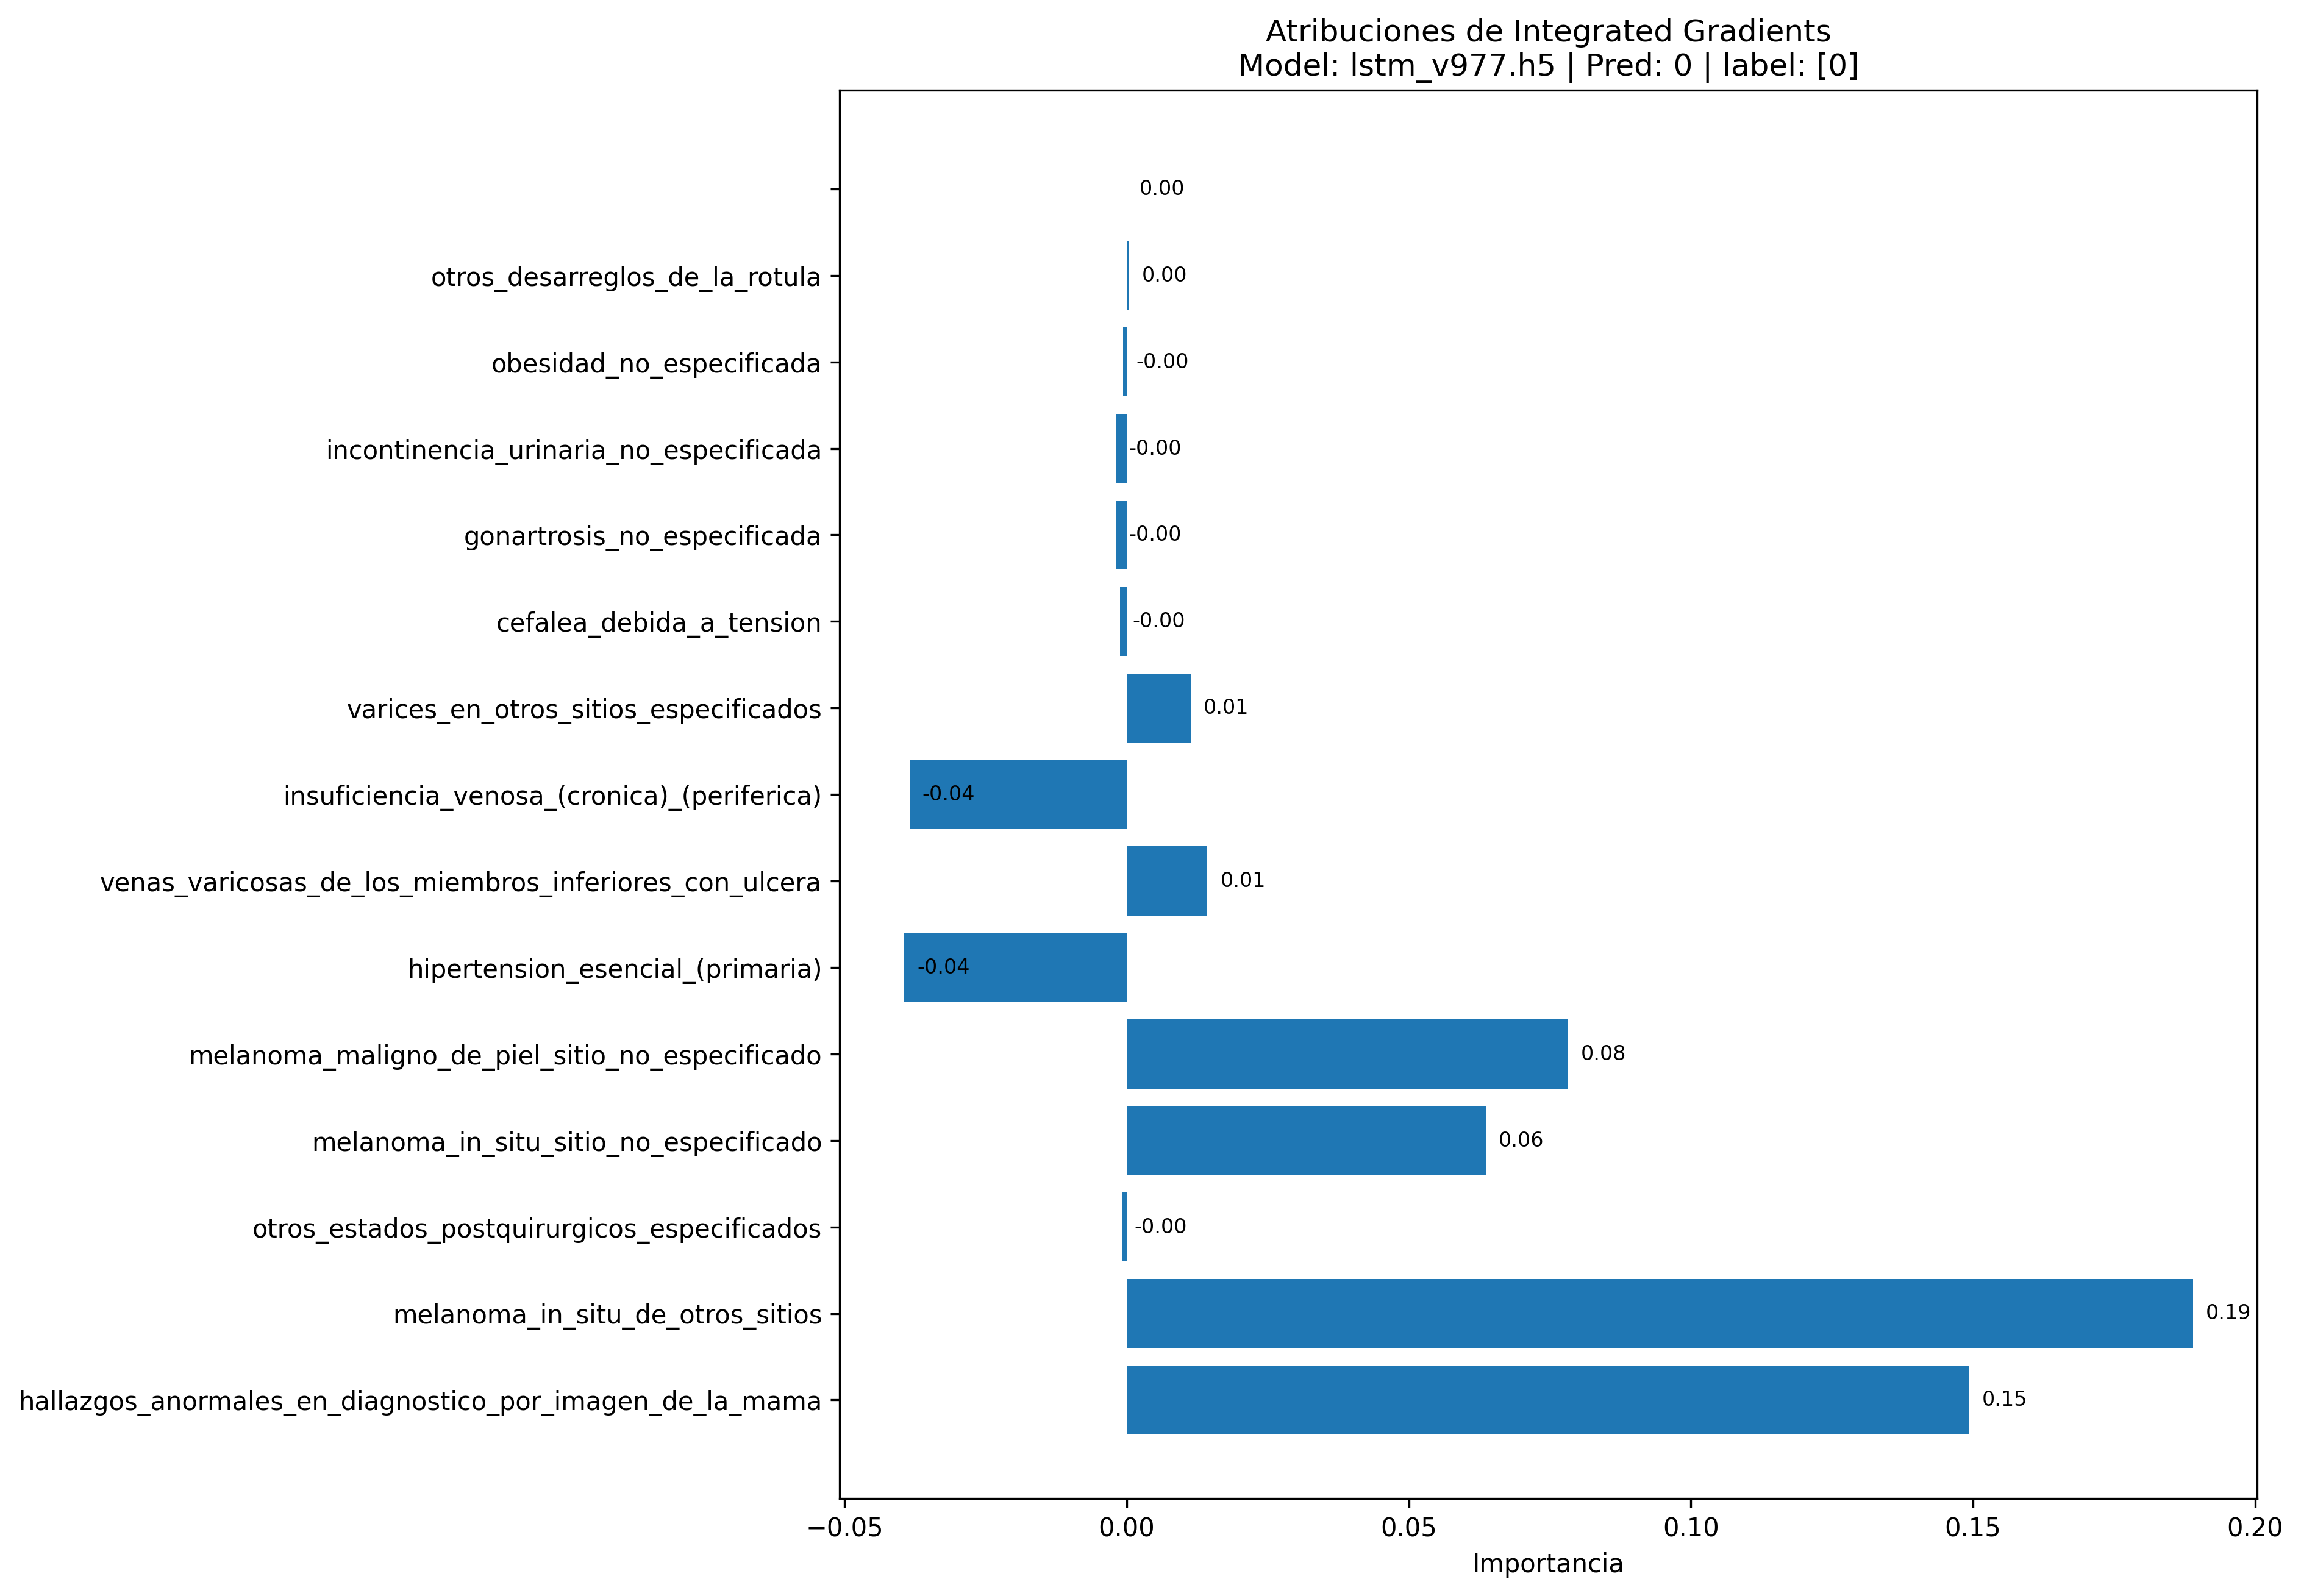 Atribuciones de Integrated Gradients
Model: lstm_v977.h5 | Pred: 0 | label: [0]
0.00
otros_desarreglos_de_la_rotula 0.00
obesidad_no_especificada -0.00
incontinencia_urinaria_no_especificada -0.00
gonartrosis_no_especificada -0.00
cefalea_debida_a_tension -0.00
varices_en_otros_sitios_especificados 0.01
insuficiencia_venosa_(cronica)_(periferica) -0.04
venas_varicosas_de_los_miembros_inferiores_con_ulcera 0.01
hipertension_esencial_(primaria) -0.04
melanoma_maligno_de_piel_sitio_no_especificado 0.08
melanoma_in_situ_sitio_no_especificado 0.06
otros_estados_postquirurgicos_especificados -0.00
melanoma_in_situ_de_otros_sitios 0.19
hallazgos_anormales_en_diagnostico_por_imagen_de_la_mama 0.15
−0.05 0.00 0.05 0.10 0.15 0.20
Importancia